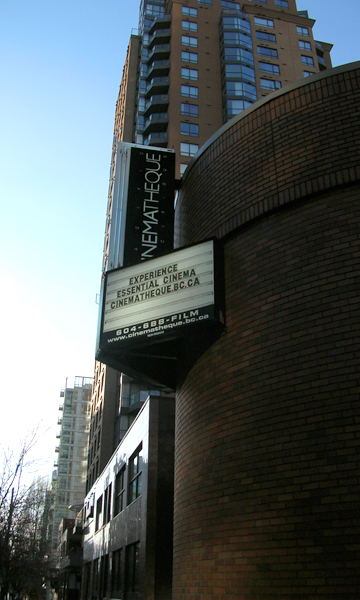 CINEMATHEQUE
EXPERIENCE
ESSENTIAL CINEMA
CINEMATHEQUE.BC.CA
604-688-FILM
www.cinematheque.bc.ca